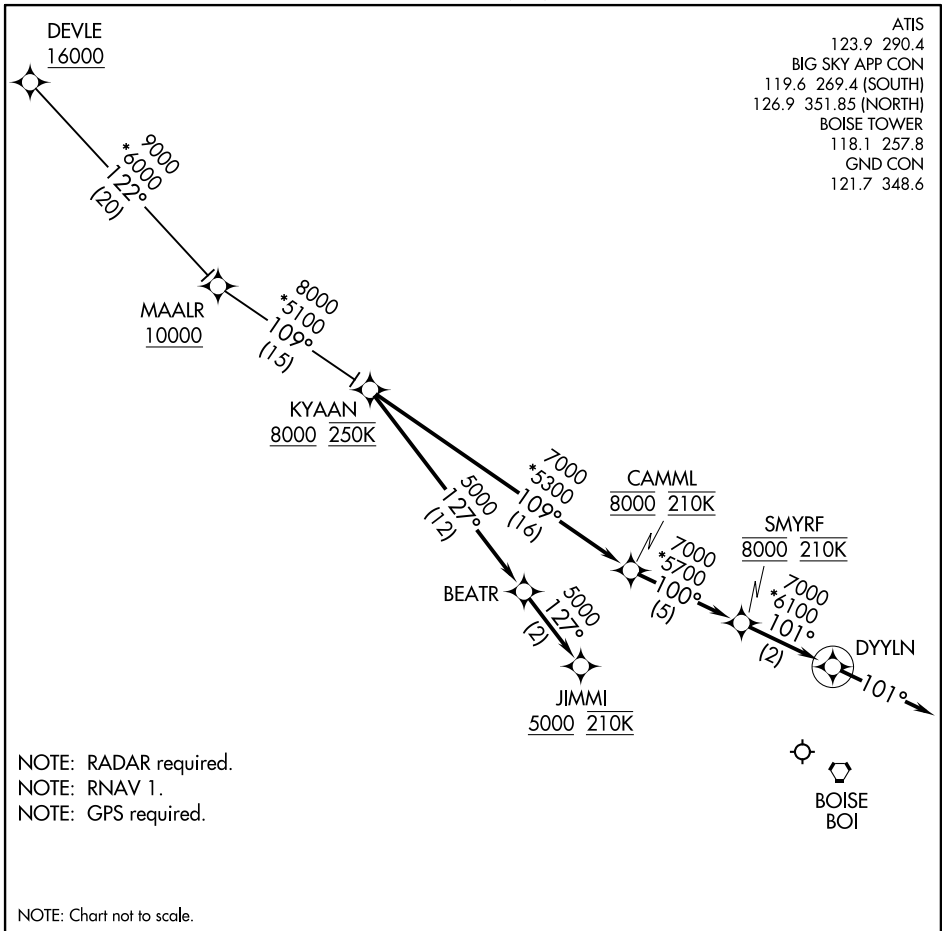 DEVLE
16000
ATIS
123.9 290.4
BIG SKY APP CON
119.6 269.4 (SOUTH)
126.9 351.85 (NORTH)
BOISE TOWER
118.1 257.8
GND CON
121.7 348.6
9000
*6000
122°
(20)
MAALR
10000
8000
*5100
109°
(15)
KYAAN
8000 250K
7000
*5300
109°
(16)
CAMML
8000 210K
5000
127°
(12)
SMYRF
8000 210K
7000
*5700
100°
(5)
7000
*6100
101°
(2)
BEATR
5000
127°
(2)
DYYLN
101°
JIMMI
5000 210K
NOTE: RADAR required.
NOTE: RNAV 1.
NOTE: GPS required.
BOISE
BOI
NOTE: Chart not to scale.